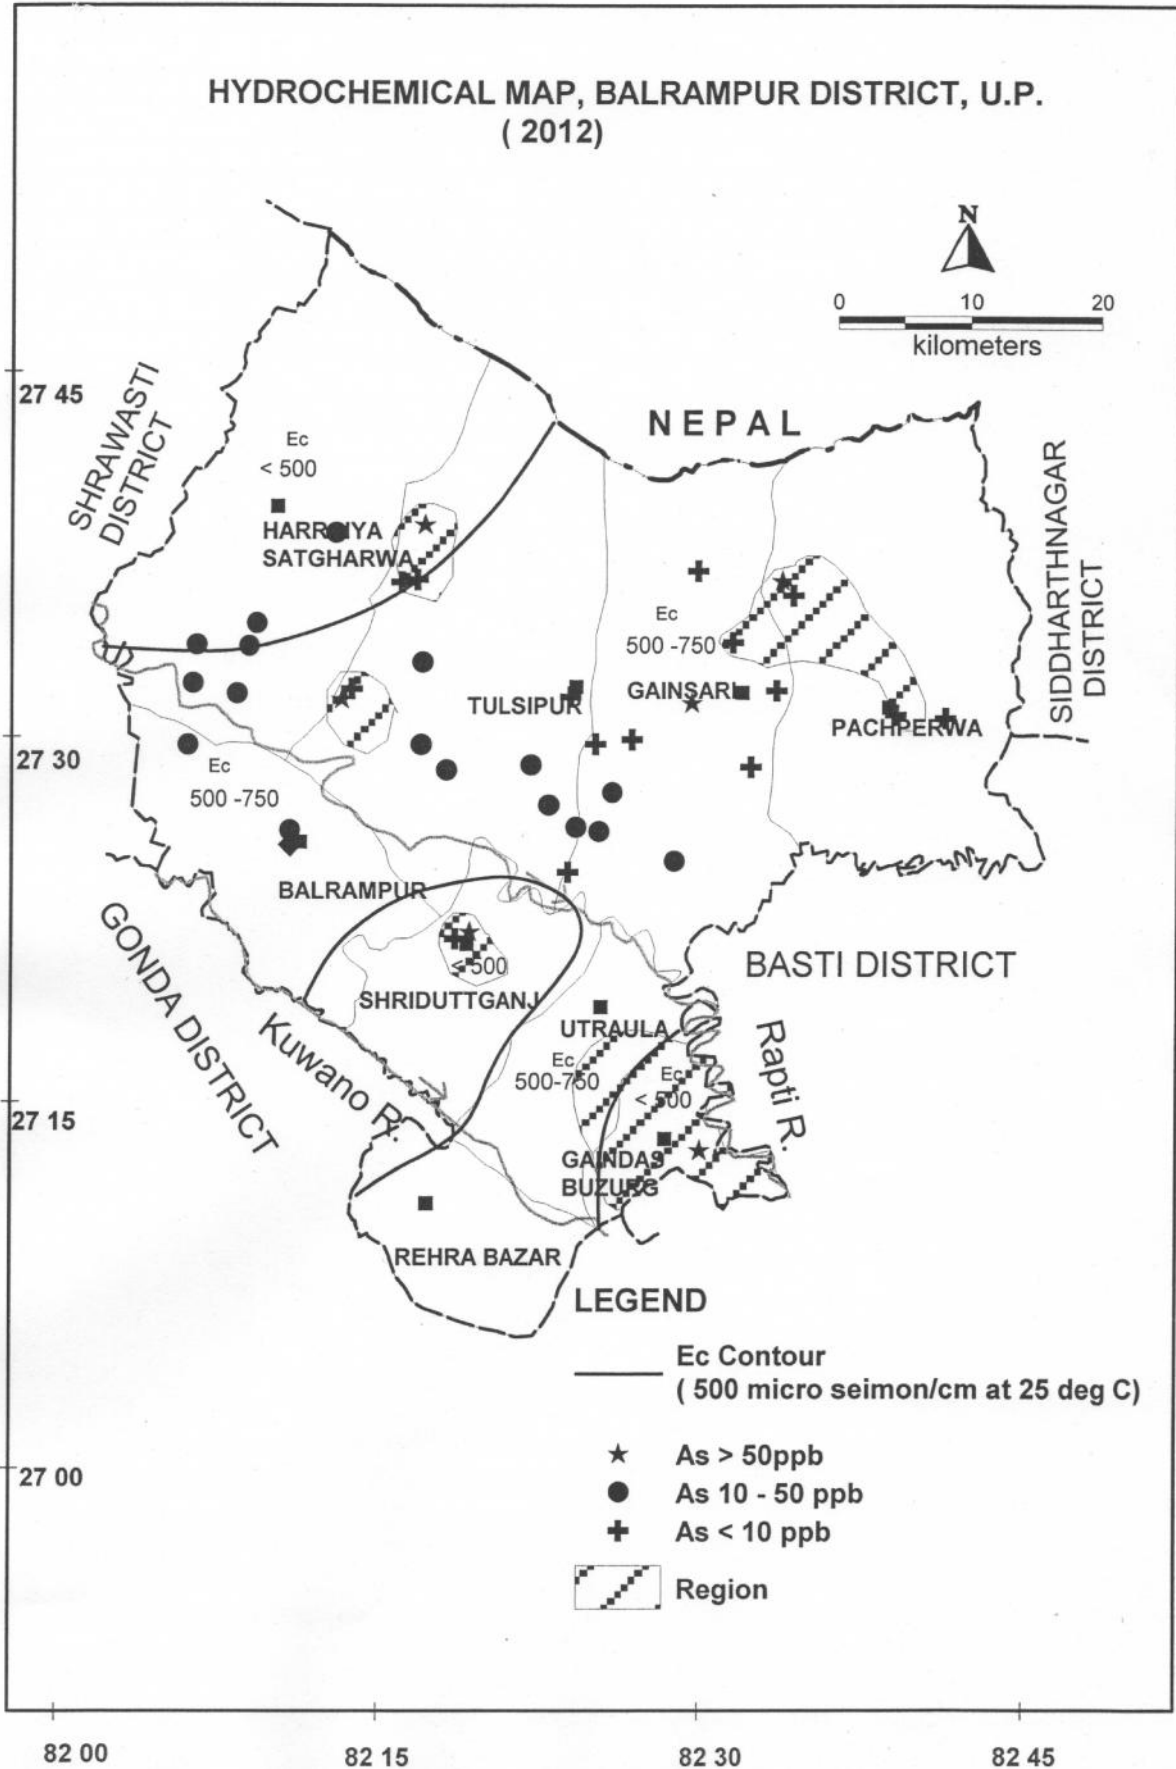 HYDROCHEMICAL MAP, BALRAMPUR DISTRICT, U.P.
( 2012)
N
0 10 20
kilometers
27 45
SHRAWASTI
DISTRICT
NEPAL
Ec
< 500
SIDDHARTHNAGAR
DISTRICT
HARRAIYA
SATGHARWA
Ec
500 -750
TULSIPUR
GAINSARI
PACHPERWA
27 30
Ec
500 -750
BALRAMPUR
GONDA DISTRICT
< 500
BASTI DISTRICT
SHRIDUTTGANJ
UTRAULA
Kuwano R.
Rapti R.
Ec
500-750
Ec
< 500
27 15
GAINDAS
BUZURG
REHRA BAZAR
LEGEND
Ec Contour
( 500 micro seimon/cm at 25 deg C)
As > 50ppb
As 10 - 50 ppb
As < 10 ppb
Region
27 00
82 00 82 15 82 30 82 45